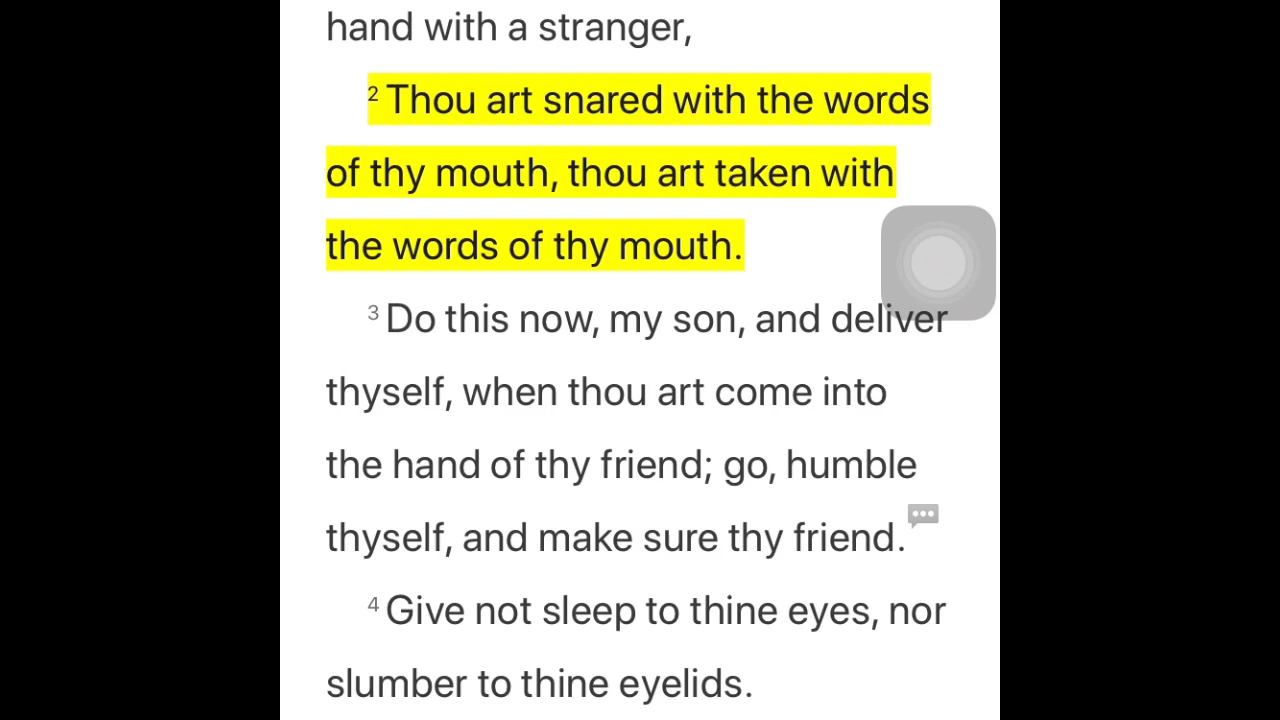 hand with a stranger,
2 Thou art snared with the words
of thy mouth, thou art taken with
the words of thy mouth.
3 Do this now, my son, and deliver
thyself, when thou art come into
the hand of thy friend; go, humble
thyself, and make sure thy friend.
4 Give not sleep to thine eyes, nor
slumber to thine eyelids.